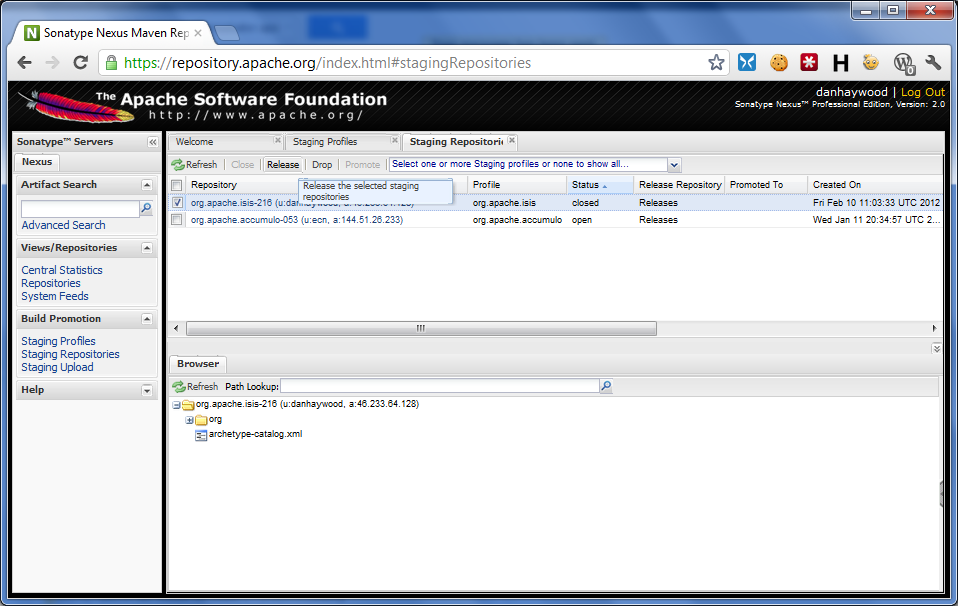 Sonatype Nexus Maven Rep
https://repository.apache.org/index.html#stagingRepositories
The Apache Software Foundation
http://www.apache.org/
danhaywood | Log Out
Sonatype Nexus™ Professional Edition, Version: 2.0
Sonatype™ Servers
Nexus
Artifact Search
Advanced Search
Views/Repositories
Central Statistics
Repositories
System Feeds
Build Promotion
Staging Profiles
Staging Repositories
Staging Upload
Help
Welcome Staging Profiles Staging Repositori
Refresh Close Release Drop Promote Select one or more Staging profiles or none to show all...
Repository Profile Status Release Repository Promoted To Created On
Release the selected staging
repositories
org.apache.isis-216 (u:danhaywood, a:46.233.64.128) org.apache.isis closed Releases Fri Feb 10 11:03:33 UTC 2012
org.apache.accumulo-053 (u:ecn, a:144.51.26.233) org.apache.accumulo open Releases Wed Jan 11 20:34:57 UTC 2...
Browser
Refresh Path Lookup:
org.apache.isis-216 (u:danhaywood, a:46.233.64.128)
org
archetype-catalog.xml